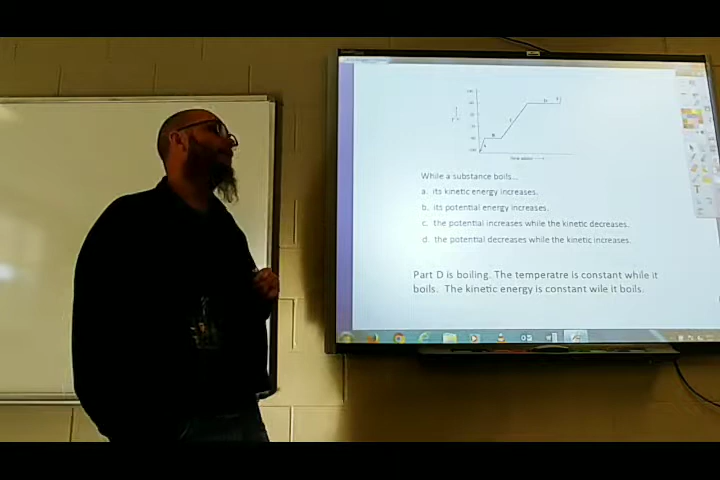 While a substance boils...
a. its kinetic energy increases.
b. its potential energy increases.
c. the potential increases while the kinetic decreases.
d. the potential decreases while the kinetic increases.
Part D is boiling. The temperatre is constant while it
boils. The kinetic energy is constant wile it boils.